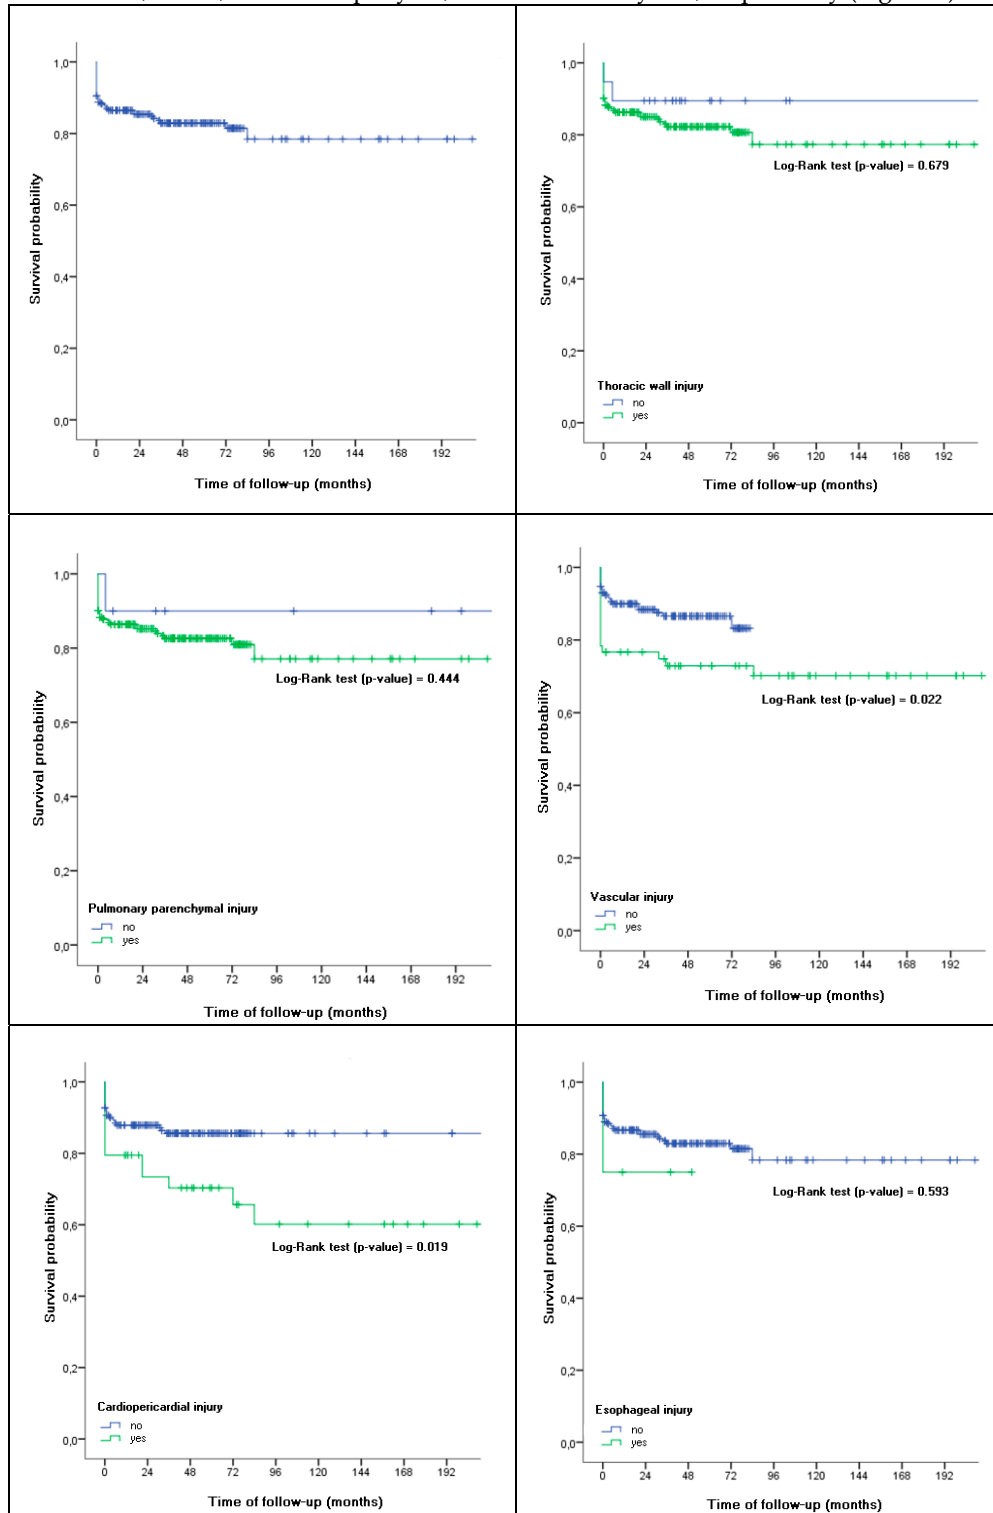 1,0
0,8
0,6
0,4
0,2
0,0
Survival probability
0 24 48 72 96 120 144 168 192
Time of follow-up (months)
1,0
0,8
0,6
0,4
0,2
0,0
Survival probability
Log-Rank test (p-value) = 0.679
Thoracic wall injury
no
yes
0 24 48 72 96 120 144 168 192
Time of follow-up (months)
1,0
0,8
0,6
0,4
0,2
0,0
Survival probability
Log-Rank test (p-value) = 0.444
Pulmonary parenchymal injury
no
yes
0 24 48 72 96 120 144 168 192
Time of follow-up (months)
1,0
0,8
0,6
0,4
0,2
0,0
Survival probability
Log-Rank test (p-value) = 0.022
Vascular injury
no
yes
0 24 48 72 96 120 144 168 192
Time of follow-up (months)
1,0
0,8
0,6
0,4
0,2
0,0
Survival probability
Log-Rank test (p-value) = 0.019
Cardiopericardial injury
no
yes
0 24 48 72 96 120 144 168 192
Time of follow-up (months)
1,0
0,8
0,6
0,4
0,2
0,0
Survival probability
Log-Rank test (p-value) = 0.593
Esophageal injury
no
yes
0 24 48 72 96 120 144 168 192
Time of follow-up (months)